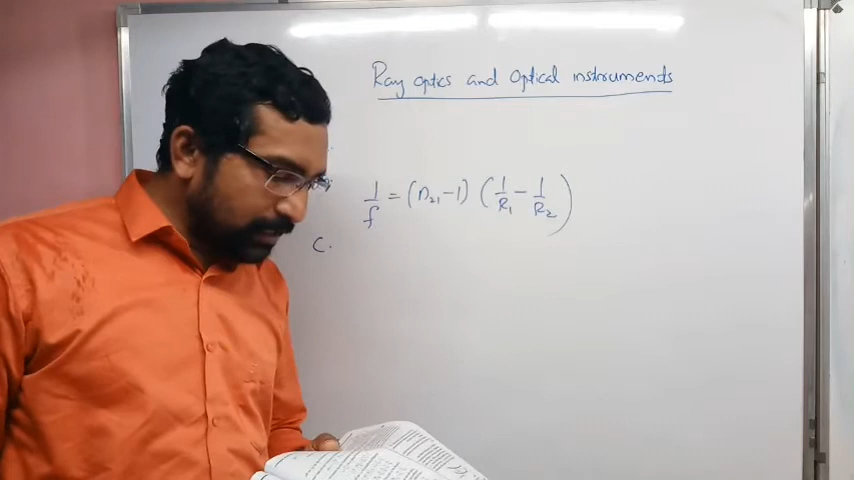 Ray optics and Optical instruments
1/f = (n₂₁ - 1) (1/R₁ - 1/R₂)
C.